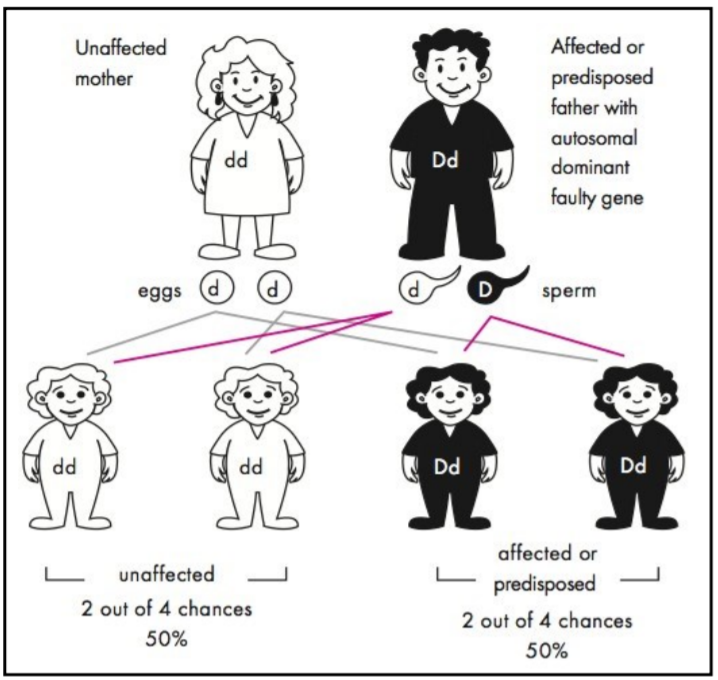 Unaffected
mother
Affected or
predisposed
father with
autosomal
dominant
faulty gene
dd
Dd
eggs
d
d
d
D
sperm
dd
dd
Dd
Dd
unaffected
2 out of 4 chances
50%
affected or
predisposed
2 out of 4 chances
50%